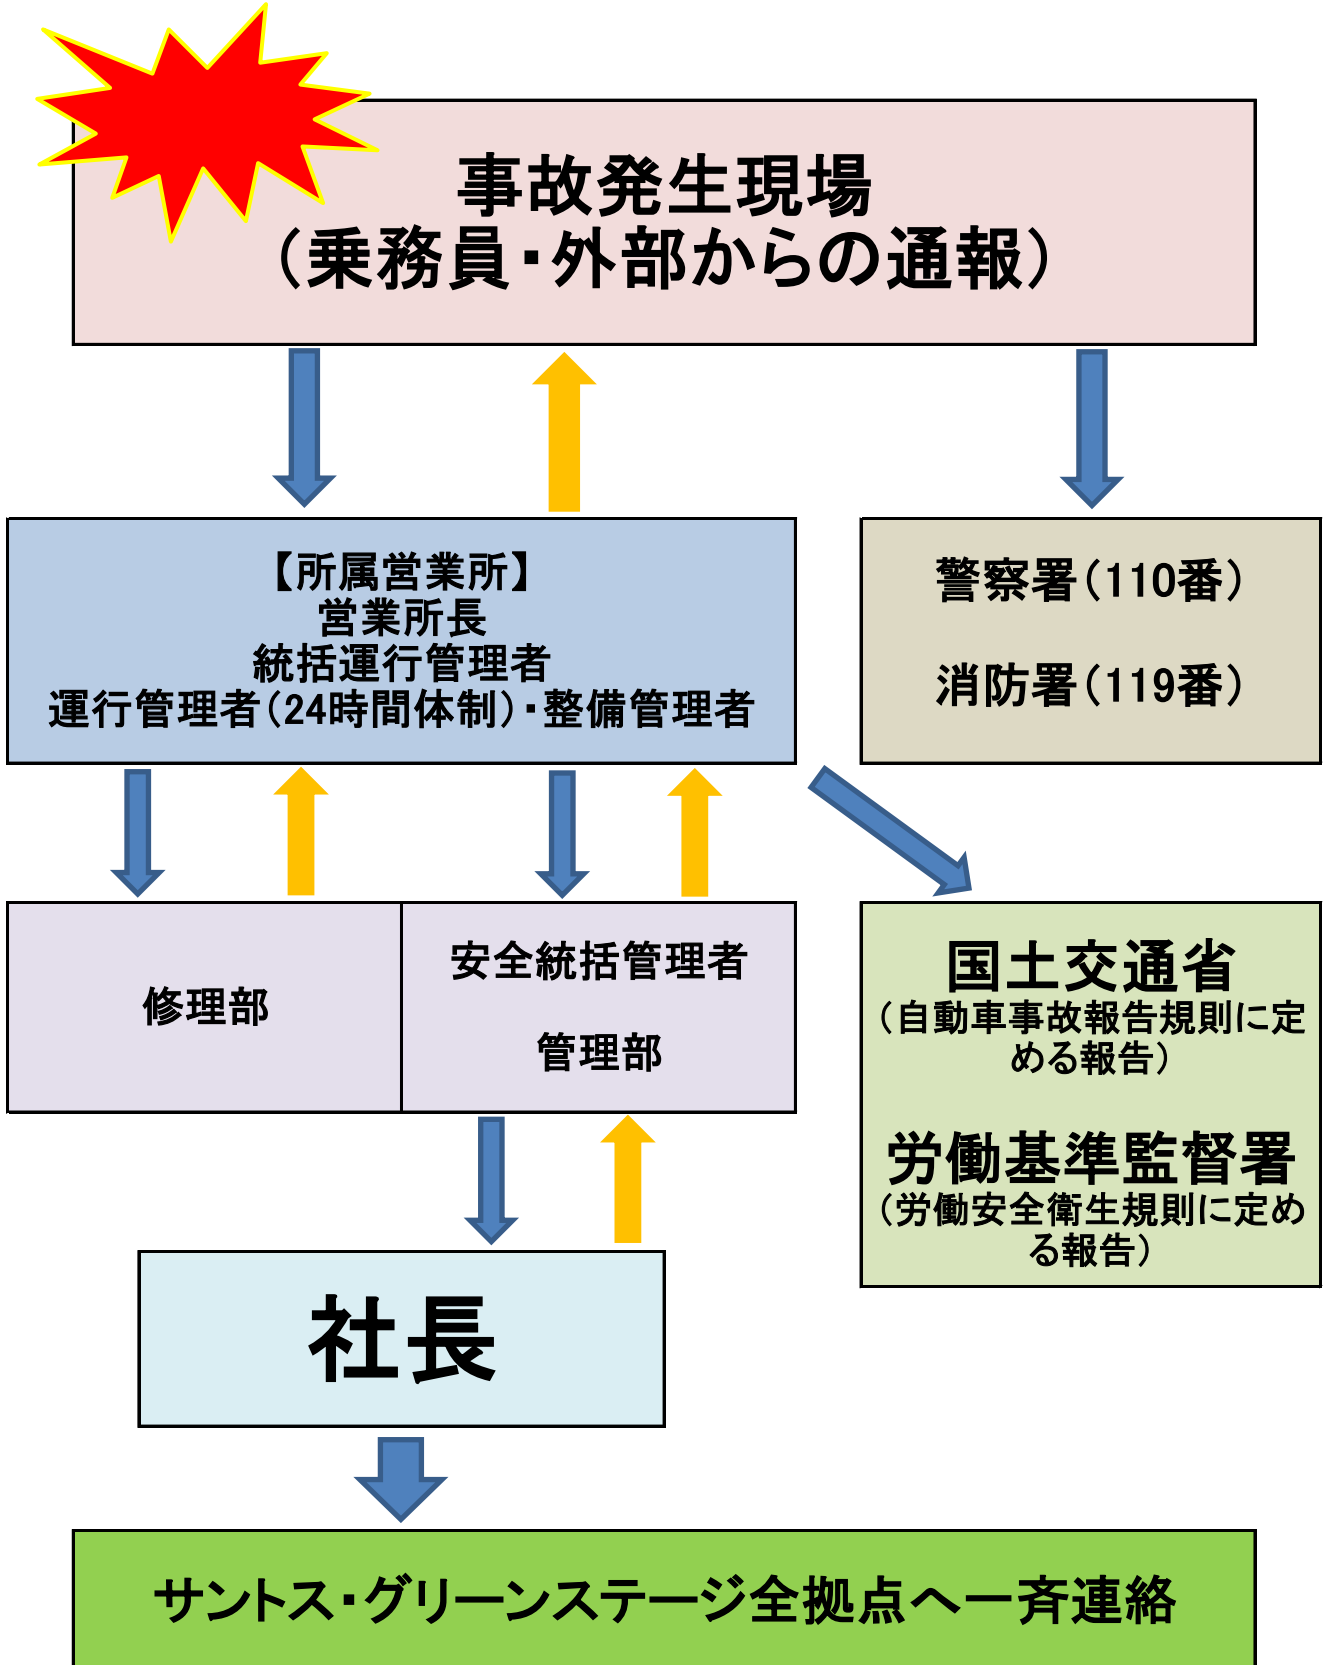 事故発生現場
（乗務員・外部からの通報）
【所属営業所】
営業所長
統括運行管理者
運行管理者（24時間体制）・整備管理者
警察署（110番）
消防署（119番）
修理部
安全統括管理者
管理部
国土交通省
（自動車事故報告規則に定
める報告）
労働基準監督署
（労働安全衛生規則に定め
る報告）
社長
サントス・グリーンステージ全拠点へ一斉連絡